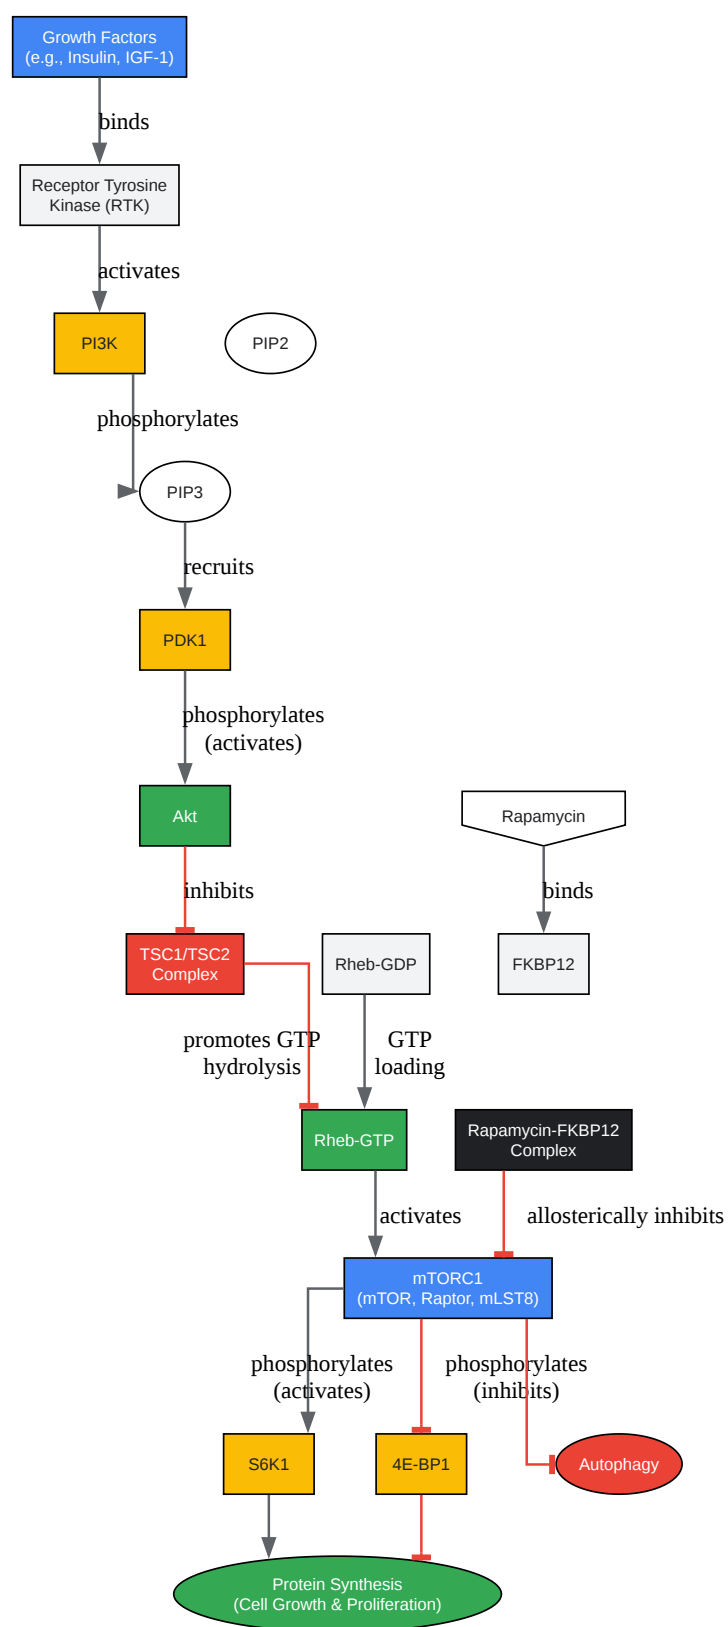 Growth Factors
(e.g., Insulin, IGF-1)
binds
Receptor Tyrosine
Kinase (RTK)
activates
PI3K
PIP2
phosphorylates
PIP3
recruits
PDK1
phosphorylates
(activates)
Akt
Rapamycin
inhibits
binds
TSC1/TSC2
Complex
Rheb-GDP
FKBP12
promotes GTP
hydrolysis
GTP
loading
Rheb-GTP
Rapamycin-FKBP12
Complex
activates
allosterically inhibits
mTORC1
(mTOR, Raptor, mLST8)
phosphorylates
(activates)
phosphorylates
(inhibits)
S6K1
4E-BP1
Autophagy
Protein Synthesis
(Cell Growth & Proliferation)